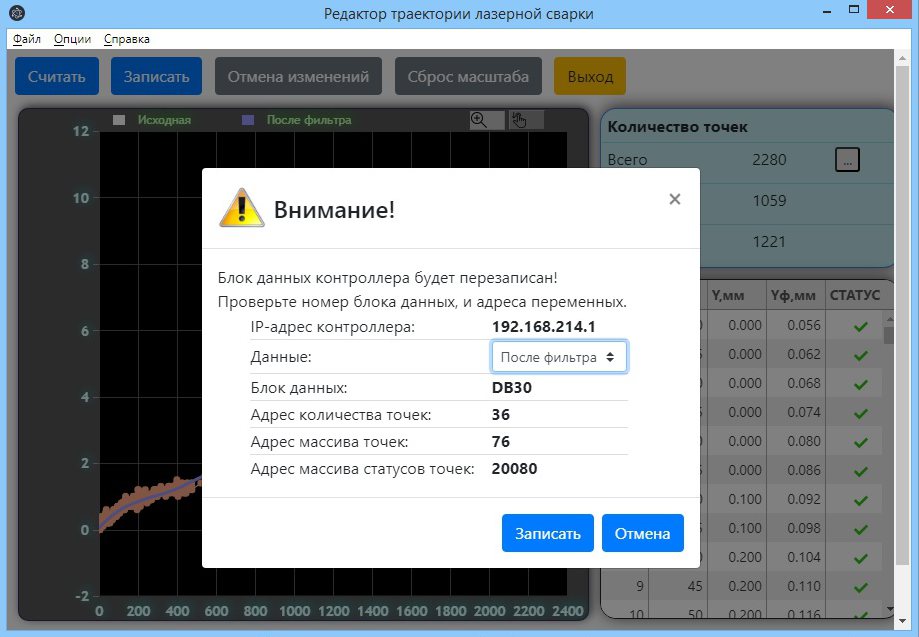 Редактор траектории лазерной сварки
Файл Опции Справка
Считать Записать Отмена изменений Сброс масштаба Выход
Исходная После фильтра
12
10
8
6
4
2
0
-2
0 200 400 600 800 1000 1200 1400 1600 1800 2000 2200 2400
Количество точек
Всего 2280 ...
1059
1221
Внимание!
×
Блок данных контроллера будет перезаписан!
Проверьте номер блока данных, и адреса переменных.
IP-адрес контроллера: 192.168.214.1
Данные: После фильтра
Блок данных: DB30
Адрес количества точек: 36
Адрес массива точек: 76
Адрес массива статусов точек: 20080
Записать Отмена
Y,мм Yф,мм СТАТУС
0.000 0.056
0.000 0.062
0.000 0.068
0.000 0.074
0.000 0.080
0.000 0.086
0.100 0.092
0.100 0.098
0.200 0.104
9 45 0.200 0.110
10 50 0.200 0.116